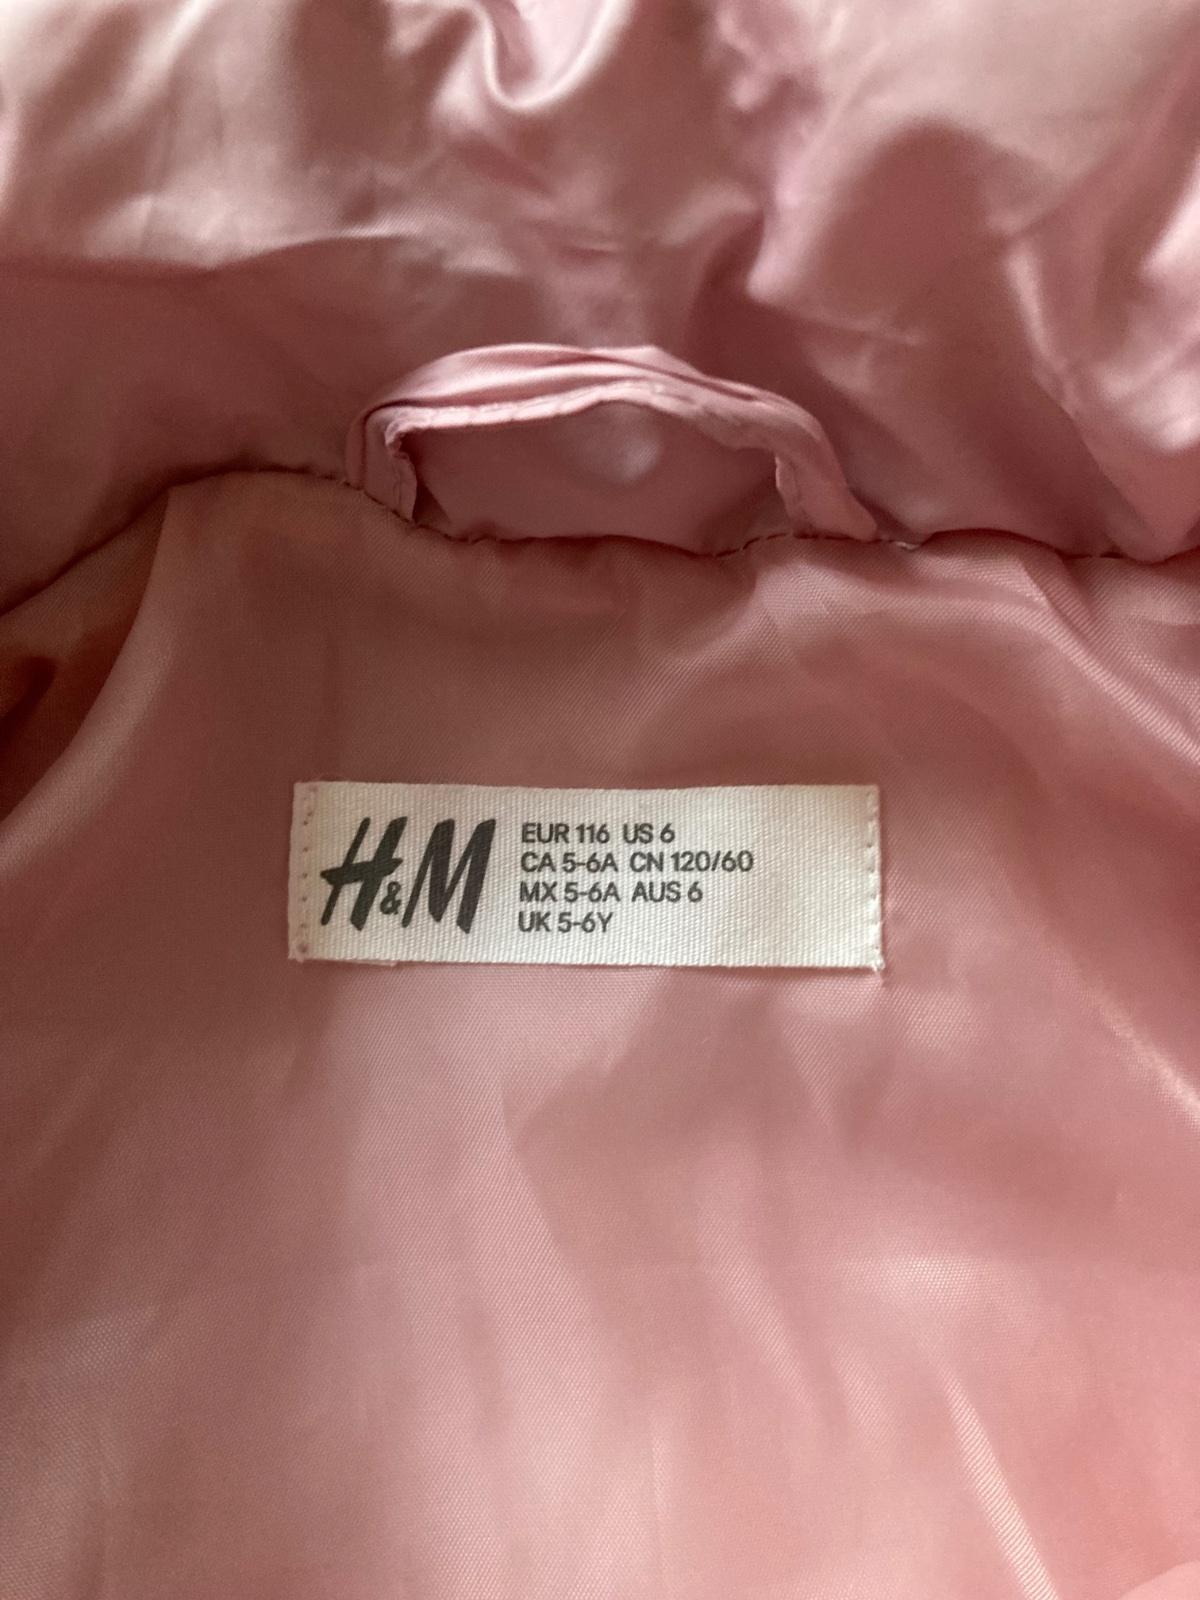 H&M
EUR 116 US 6
CA 5-6A CN 120/60
MX 5-6A AUS 6
UK 5-6Y